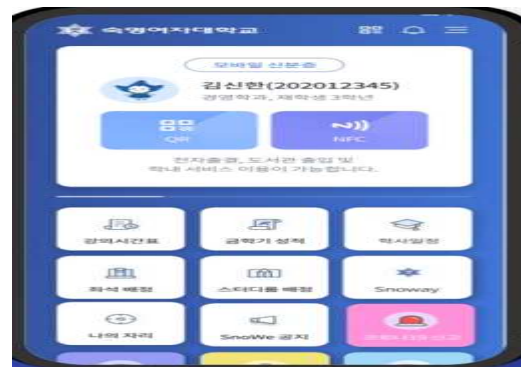 숙명여자대학교
모바일 신분증
김신한(202012345)
경영학과, 재학생 3학년
QR
NFC
전자출결, 도서관 출입 및
학내 서비스 이용이 가능합니다.
강의시간표
금학기 성적
학사일정
좌석 배정
스터디룸 배정
Snoway
나의 자리
SnoWe 공지